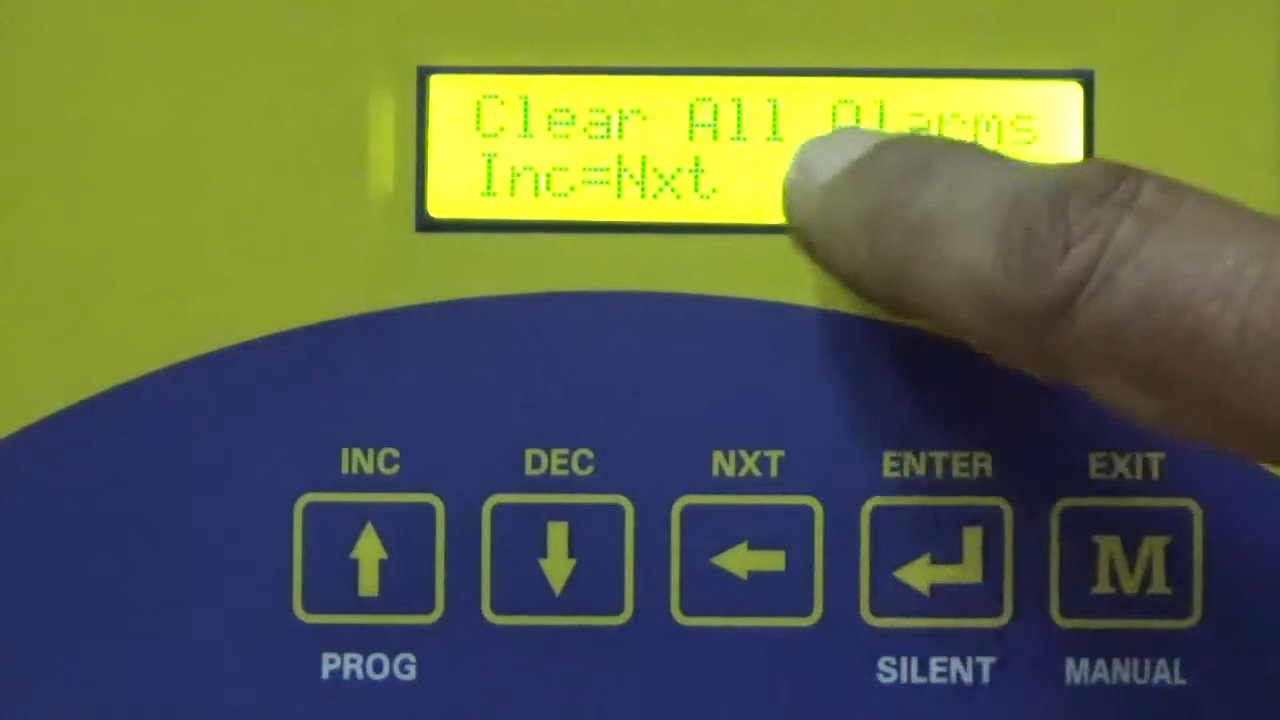 Clear All Alarms
Inc=Nxt
INC DEC NXT ENTER EXIT
M
PROG SILENT MANUAL